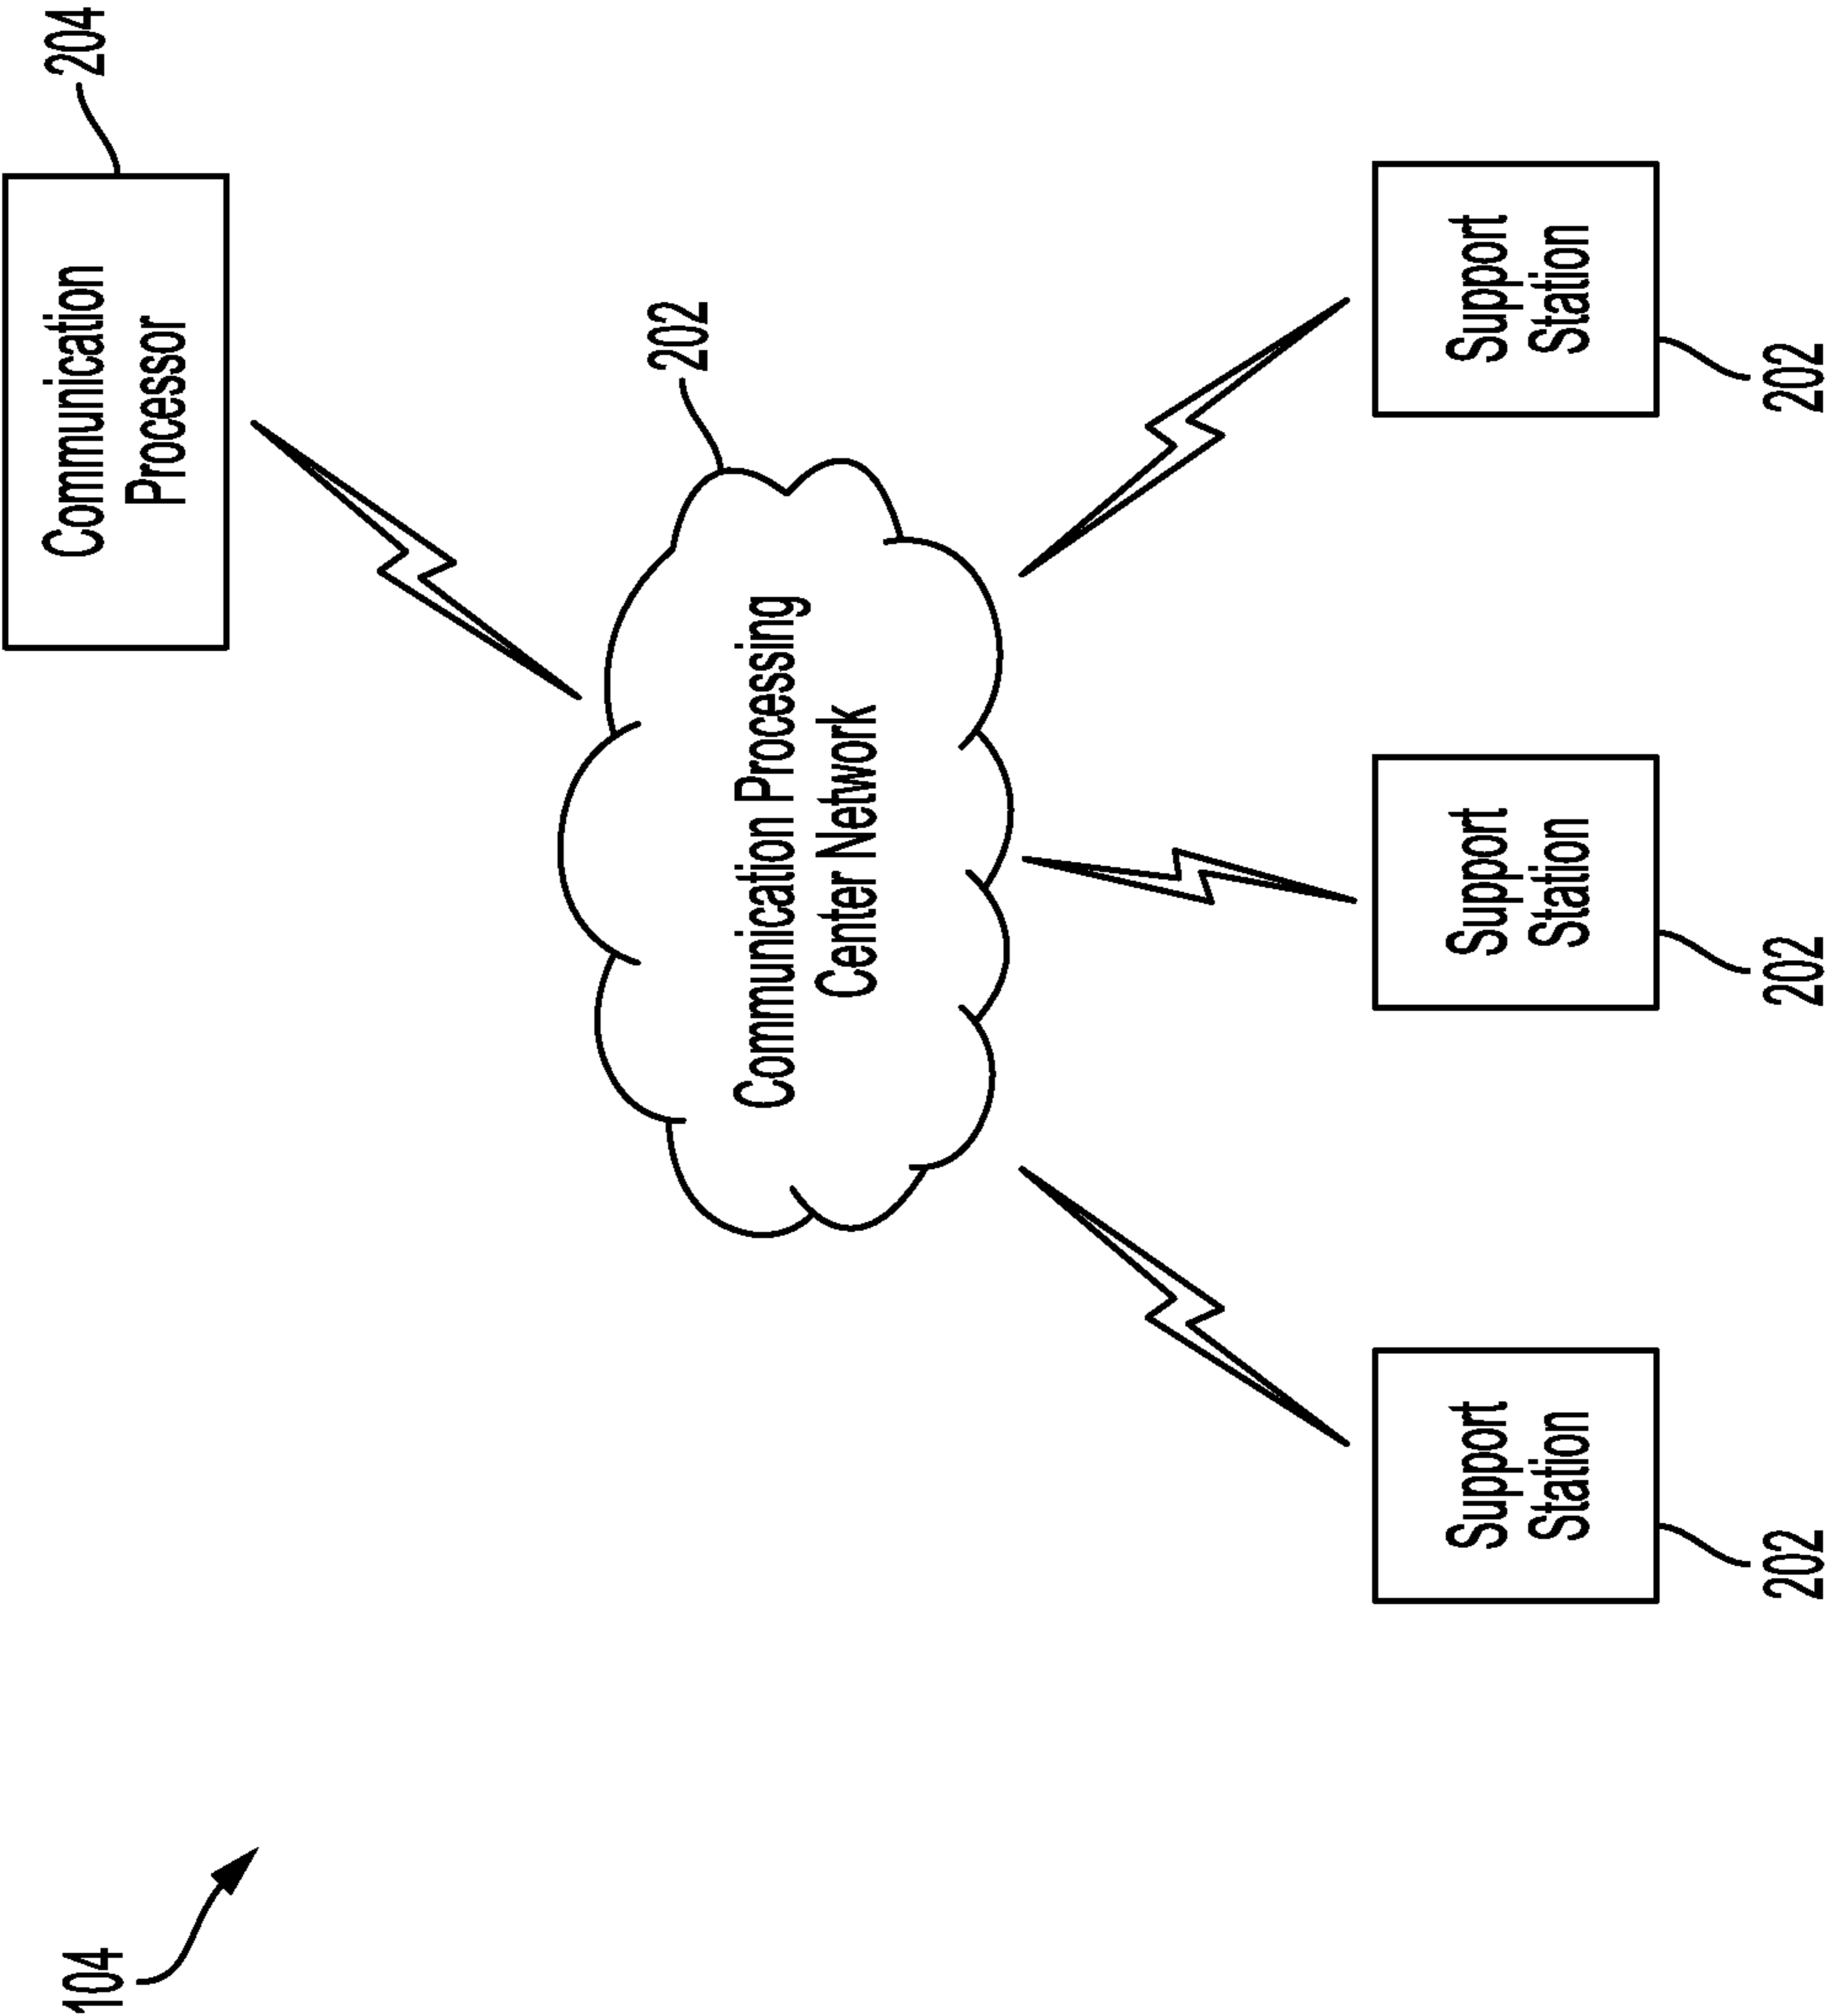 104
Communication
Processor
204
202
Communication Processing
Center Network
Support
Station
202
Support
Station
202
Support
Station
202